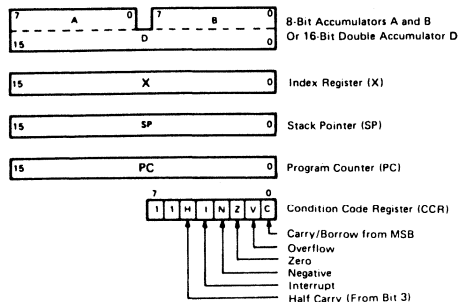 7 A 0 7 B 0
15 D 0
8-Bit Accumulators A and B
Or 16-Bit Double Accumulator D
15 X 0
Index Register (X)
15 SP 0
Stack Pointer (SP)
15 PC 0
Program Counter (PC)
7 0
1 1 H I N Z V C
Condition Code Register (CCR)
Carry/Borrow from MSB
Overflow
Zero
Negative
Interrupt
Half Carry (From Bit 3)